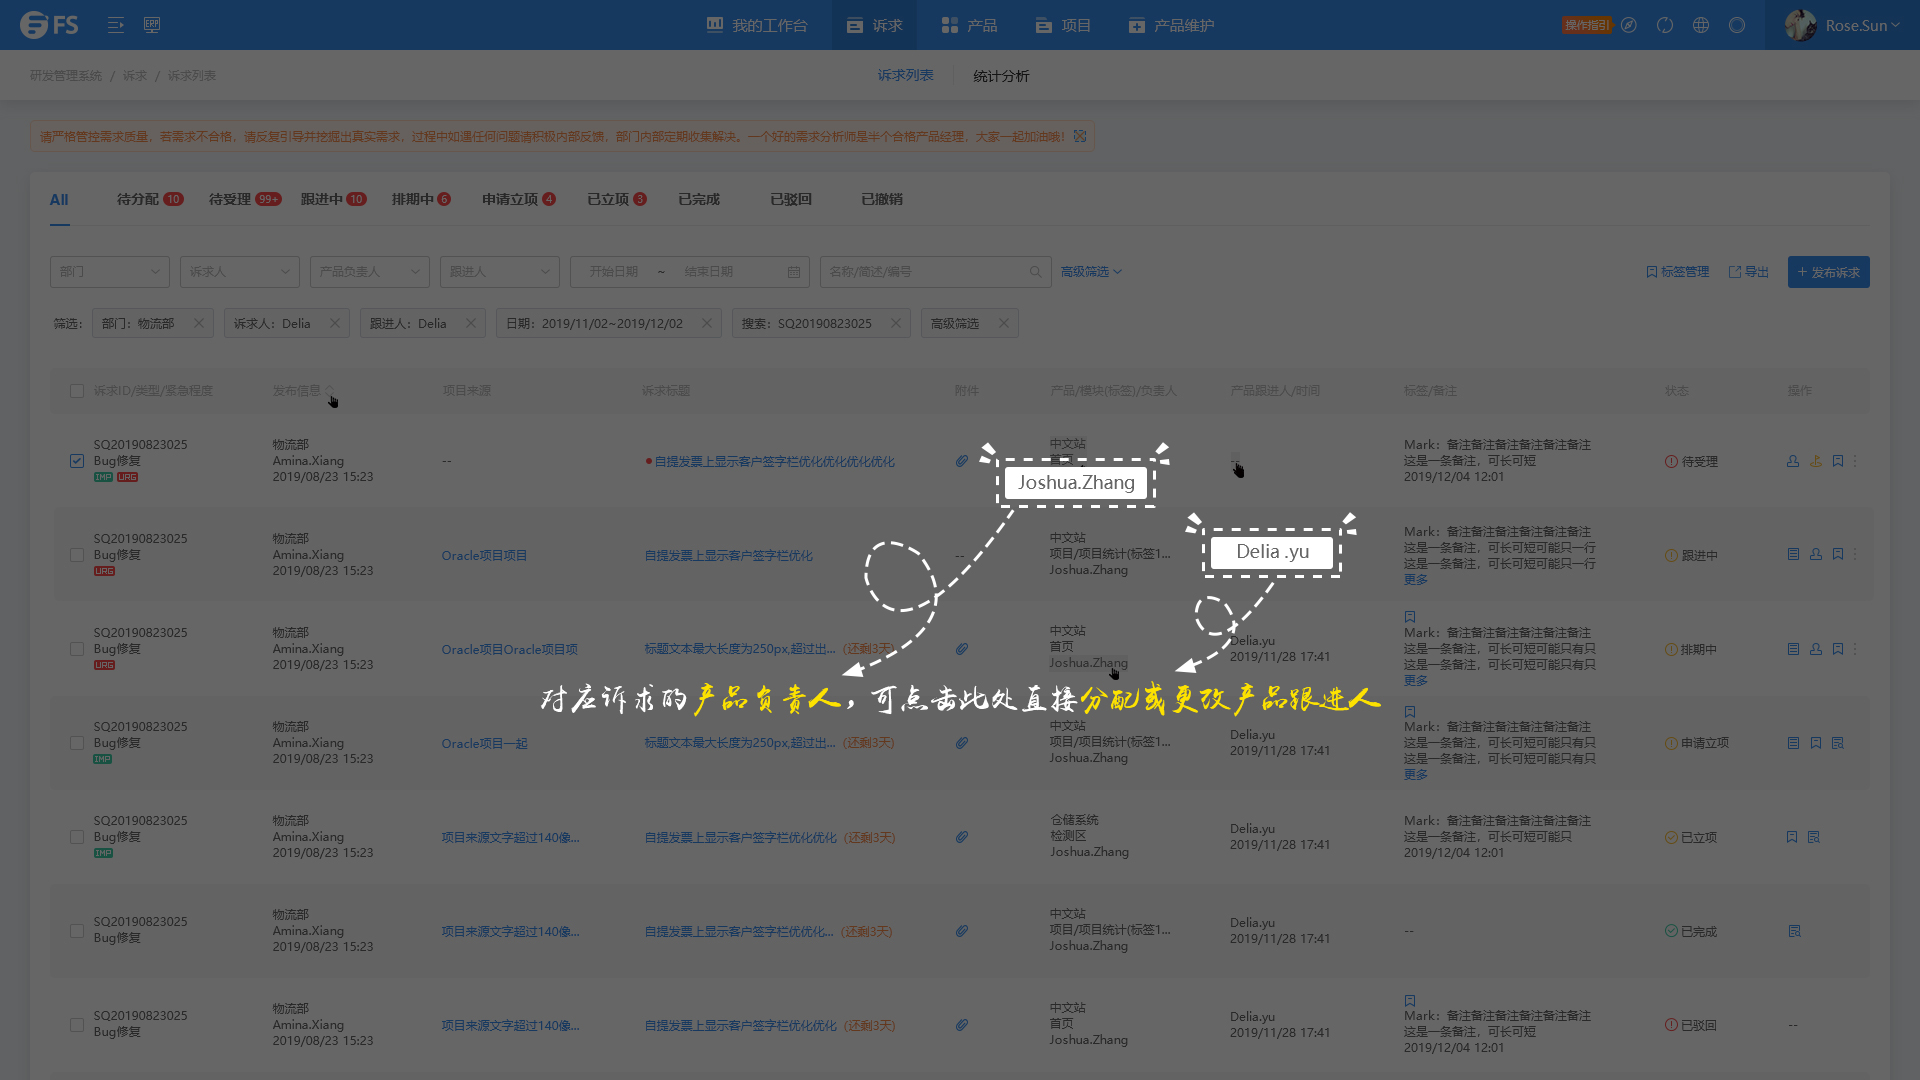 FS
ERP
我的工作台
诉求
产品
项目
产品维护
操作指引
Rose.Sun
研发管理系统 / 诉求 / 诉求列表
诉求列表
统计分析
请严格管控需求质量，若需求不合格，请反复引导并挖掘出真实需求，过程中如遇任何问题请积极内部反馈，部门内部定期收集解决。一个好的需求分析师是半个合格产品经理，大家一起加油哦！
All 待分配 10 待受理 99+ 跟进中 10 排期中 6 申请立项 4 已立项 3 已完成 已驳回 已撤销
部门 诉求人 产品负责人 跟进人 开始日期 ~ 结束日期 名称/简述/编号 高级筛选
标签管理 导出 + 发布诉求
筛选： 部门：物流部 诉求人：Delia 跟进人：Delia 日期：2019/11/02~2019/12/02 搜索：SQ20190823025 高级筛选
诉求ID/类型/紧急程度 发布信息 项目来源 诉求标题 附件 产品/模块(标签)/负责人 产品跟进人/时间 标签/备注 状态 操作
SQ20190823025
Bug修复
IMP URG
物流部
Amina.Xiang
2019/08/23 15:23
--
自提发票上显示客户签字栏优化优化优化优化
中文站
首页
Joshua.Zhang
--
Mark：备注备注备注备注备注备注
这是一条备注，可长可短
2019/12/04 12:01
待受理
SQ20190823025
Bug修复
URG
物流部
Amina.Xiang
2019/08/23 15:23
Oracle项目项目
自提发票上显示客户签字栏优化
--
中文站
项目/项目统计(标签1...
Joshua.Zhang
Delia .yu
Mark：备注备注备注备注备注备注
这是一条备注，可长可短可能只一行
这是一条备注，可长可短可能只一行
更多
跟进中
SQ20190823025
Bug修复
URG
物流部
Amina.Xiang
2019/08/23 15:23
Oracle项目Oracle项目项
标题文本最大长度为250px,超过出... (还剩3天)
中文站
首页
Joshua.Zhang
Delia.yu
2019/11/28 17:41
Mark：备注备注备注备注备注备注
这是一条备注，可长可短可能只有只
这是一条备注，可长可短可能只有只
更多
排期中
对应诉求的产品负责人，可点击此处直接分配或更改产品跟进人
SQ20190823025
Bug修复
IMP
物流部
Amina.Xiang
2019/08/23 15:23
Oracle项目一起
标题文本最大长度为250px,超过出... (还剩3天)
中文站
项目/项目统计(标签1...
Joshua.Zhang
Delia.yu
2019/11/28 17:41
Mark：备注备注备注备注备注备注
这是一条备注，可长可短可能只有只
这是一条备注，可长可短可能只有只
更多
申请立项
SQ20190823025
Bug修复
IMP
物流部
Amina.Xiang
2019/08/23 15:23
项目来源文字超过140像...
自提发票上显示客户签字栏优化优化 (还剩3天)
仓储系统
检测区
Joshua.Zhang
Delia.yu
2019/11/28 17:41
Mark：备注备注备注备注备注备注
这是一条备注，可长可短可能只
2019/12/04 12:01
已立项
SQ20190823025
Bug修复
物流部
Amina.Xiang
2019/08/23 15:23
项目来源文字超过140像...
自提发票上显示客户签字栏优优化... (还剩3天)
中文站
项目/项目统计(标签1...
Joshua.Zhang
Delia.yu
2019/11/28 17:41
--
已完成
SQ20190823025
Bug修复
物流部
Amina.Xiang
2019/08/23 15:23
项目来源文字超过140像...
自提发票上显示客户签字栏优化优化 (还剩3天)
中文站
首页
Joshua.Zhang
Delia.yu
2019/11/28 17:41
Mark：备注备注备注备注备注备注
这是一条备注，可长可短
2019/12/04 12:01
已驳回
--